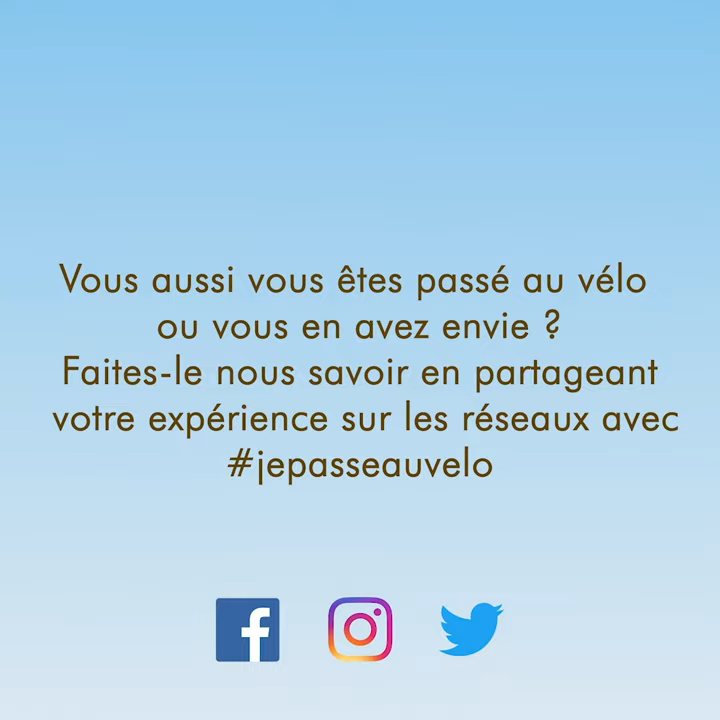 Vous aussi vous êtes passé au vélo
ou vous en avez envie ?
Faites-le nous savoir en partageant
votre expérience sur les réseaux avec
#jepasseauvelo